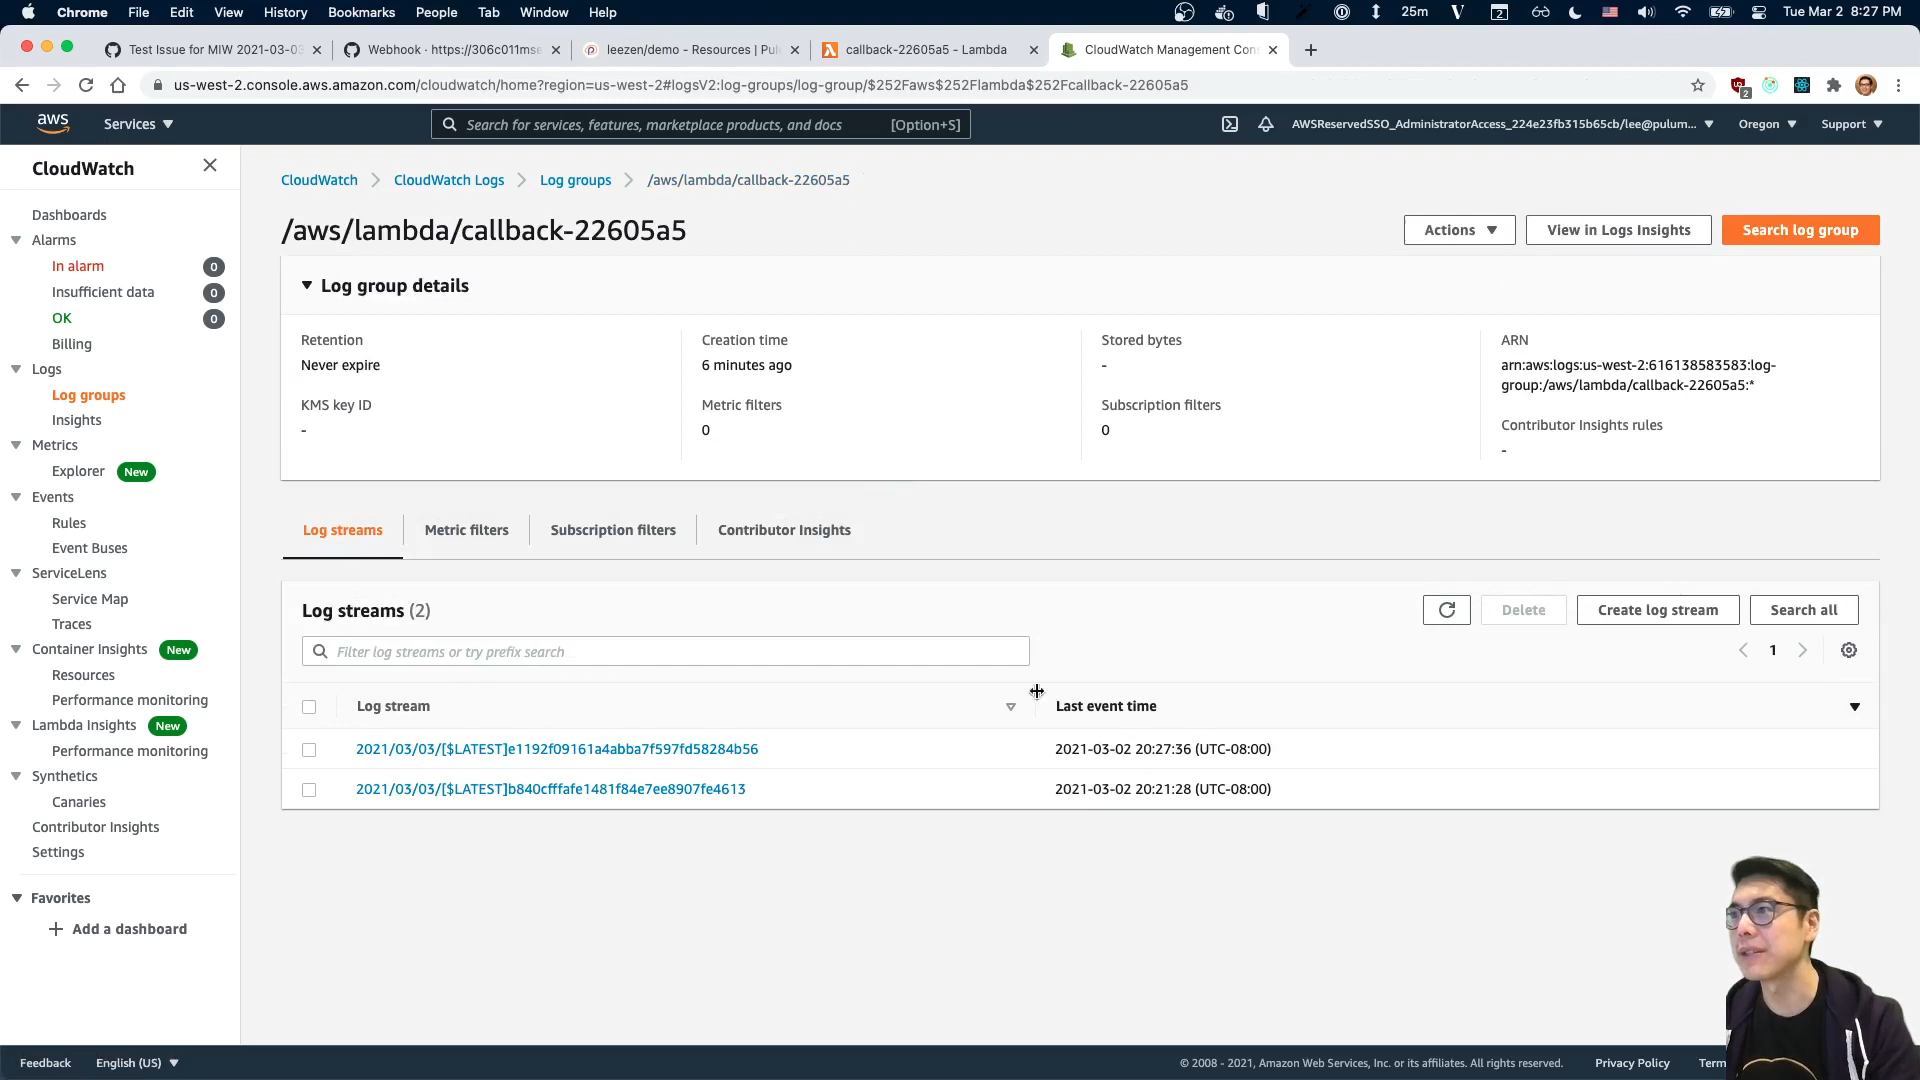 Chrome File Edit View History Bookmarks People Tab Window Help 25m 2 Tue Mar 2 8:27 PM
Test Issue for MIW 2021-03-03 Webhook · https://306c011mse leezen/demo - Resources | Pul callback-22605a5 - Lambda CloudWatch Management Con
us-west-2.console.aws.amazon.com/cloudwatch/home?region=us-west-2#logsV2:log-groups/log-group/$252Faws$252Flambda$252Fcallback-22605a5 2
aws Services Search for services, features, marketplace products, and docs [Option+S] AWSReservedSSO_AdministratorAccess_224e23fb315b65cb/lee@pulum... Oregon Support
CloudWatch
Dashboards
Alarms
In alarm 0
Insufficient data 0
OK 0
Billing
Logs
Log groups
Insights
Metrics
Explorer New
Events
Rules
Event Buses
ServiceLens
Service Map
Traces
Container Insights New
Resources
Performance monitoring
Lambda Insights New
Performance monitoring
Synthetics
Canaries
Contributor Insights
Settings
Favorites
Add a dashboard
CloudWatch CloudWatch Logs Log groups /aws/lambda/callback-22605a5
/aws/lambda/callback-22605a5
Actions View in Logs Insights Search log group
Log group details
Retention
Never expire
KMS key ID
-
Creation time
6 minutes ago
Metric filters
0
Stored bytes
-
Subscription filters
0
ARN
arn:aws:logs:us-west-2:616138583583:log-
group:/aws/lambda/callback-22605a5:*
Contributor Insights rules
-
Log streams Metric filters Subscription filters Contributor Insights
Log streams (2)
Delete Create log stream Search all
Filter log streams or try prefix search
1
Log stream Last event time
2021/03/03/[$LATEST]e1192f09161a4abba7f597fd58284b56 2021-03-02 20:27:36 (UTC-08:00)
2021/03/03/[$LATEST]b840cfffafe1481f84e7ee8907fe4613 2021-03-02 20:21:28 (UTC-08:00)
Feedback English (US) © 2008 - 2021, Amazon Web Services, Inc. or its affiliates. All rights reserved. Privacy Policy Term